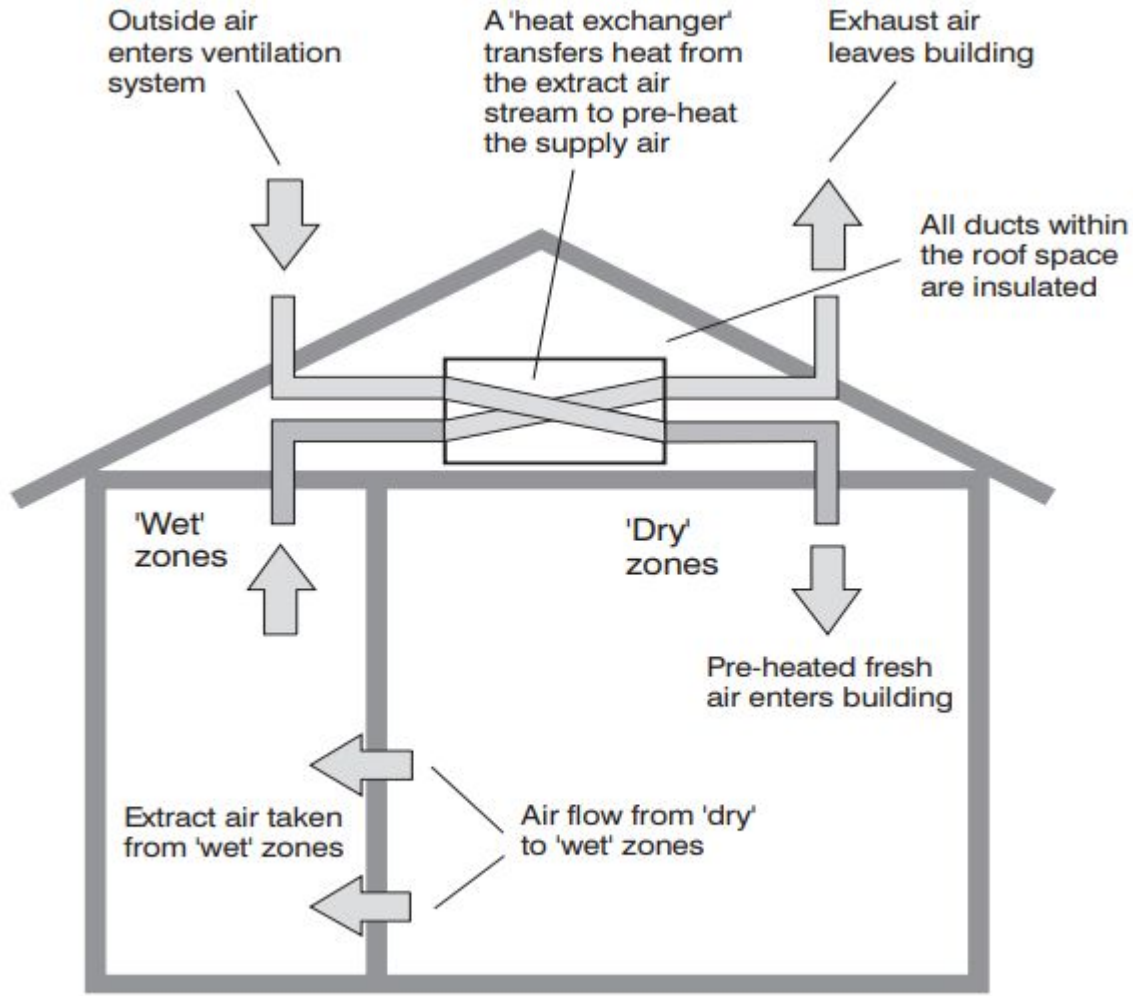 Outside air
enters ventilation
system
A 'heat exchanger'
transfers heat from
the extract air
stream to pre-heat
the supply air
Exhaust air
leaves building
All ducts within
the roof space
are insulated
'Wet'
zones
'Dry'
zones
Pre-heated fresh
air enters building
Extract air taken
from 'wet' zones
Air flow from 'dry'
to 'wet' zones